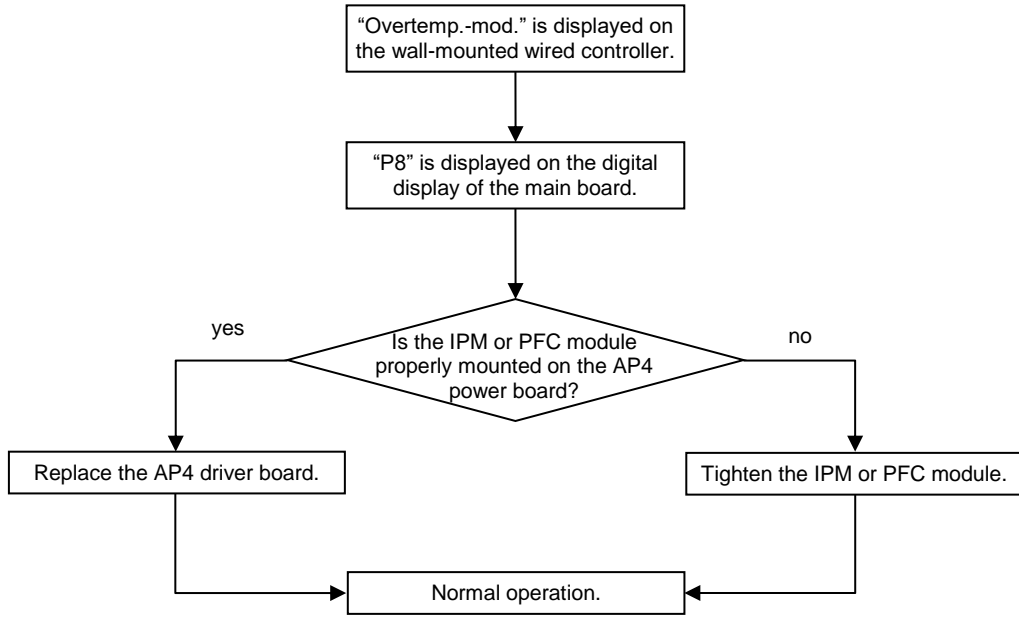 “Overtemp.-mod.” is displayed on
the wall-mounted wired controller.
“P8” is displayed on the digital
display of the main board.
Is the IPM or PFC module
properly mounted on the AP4
power board?
yes
no
Replace the AP4 driver board.
Tighten the IPM or PFC module.
Normal operation.